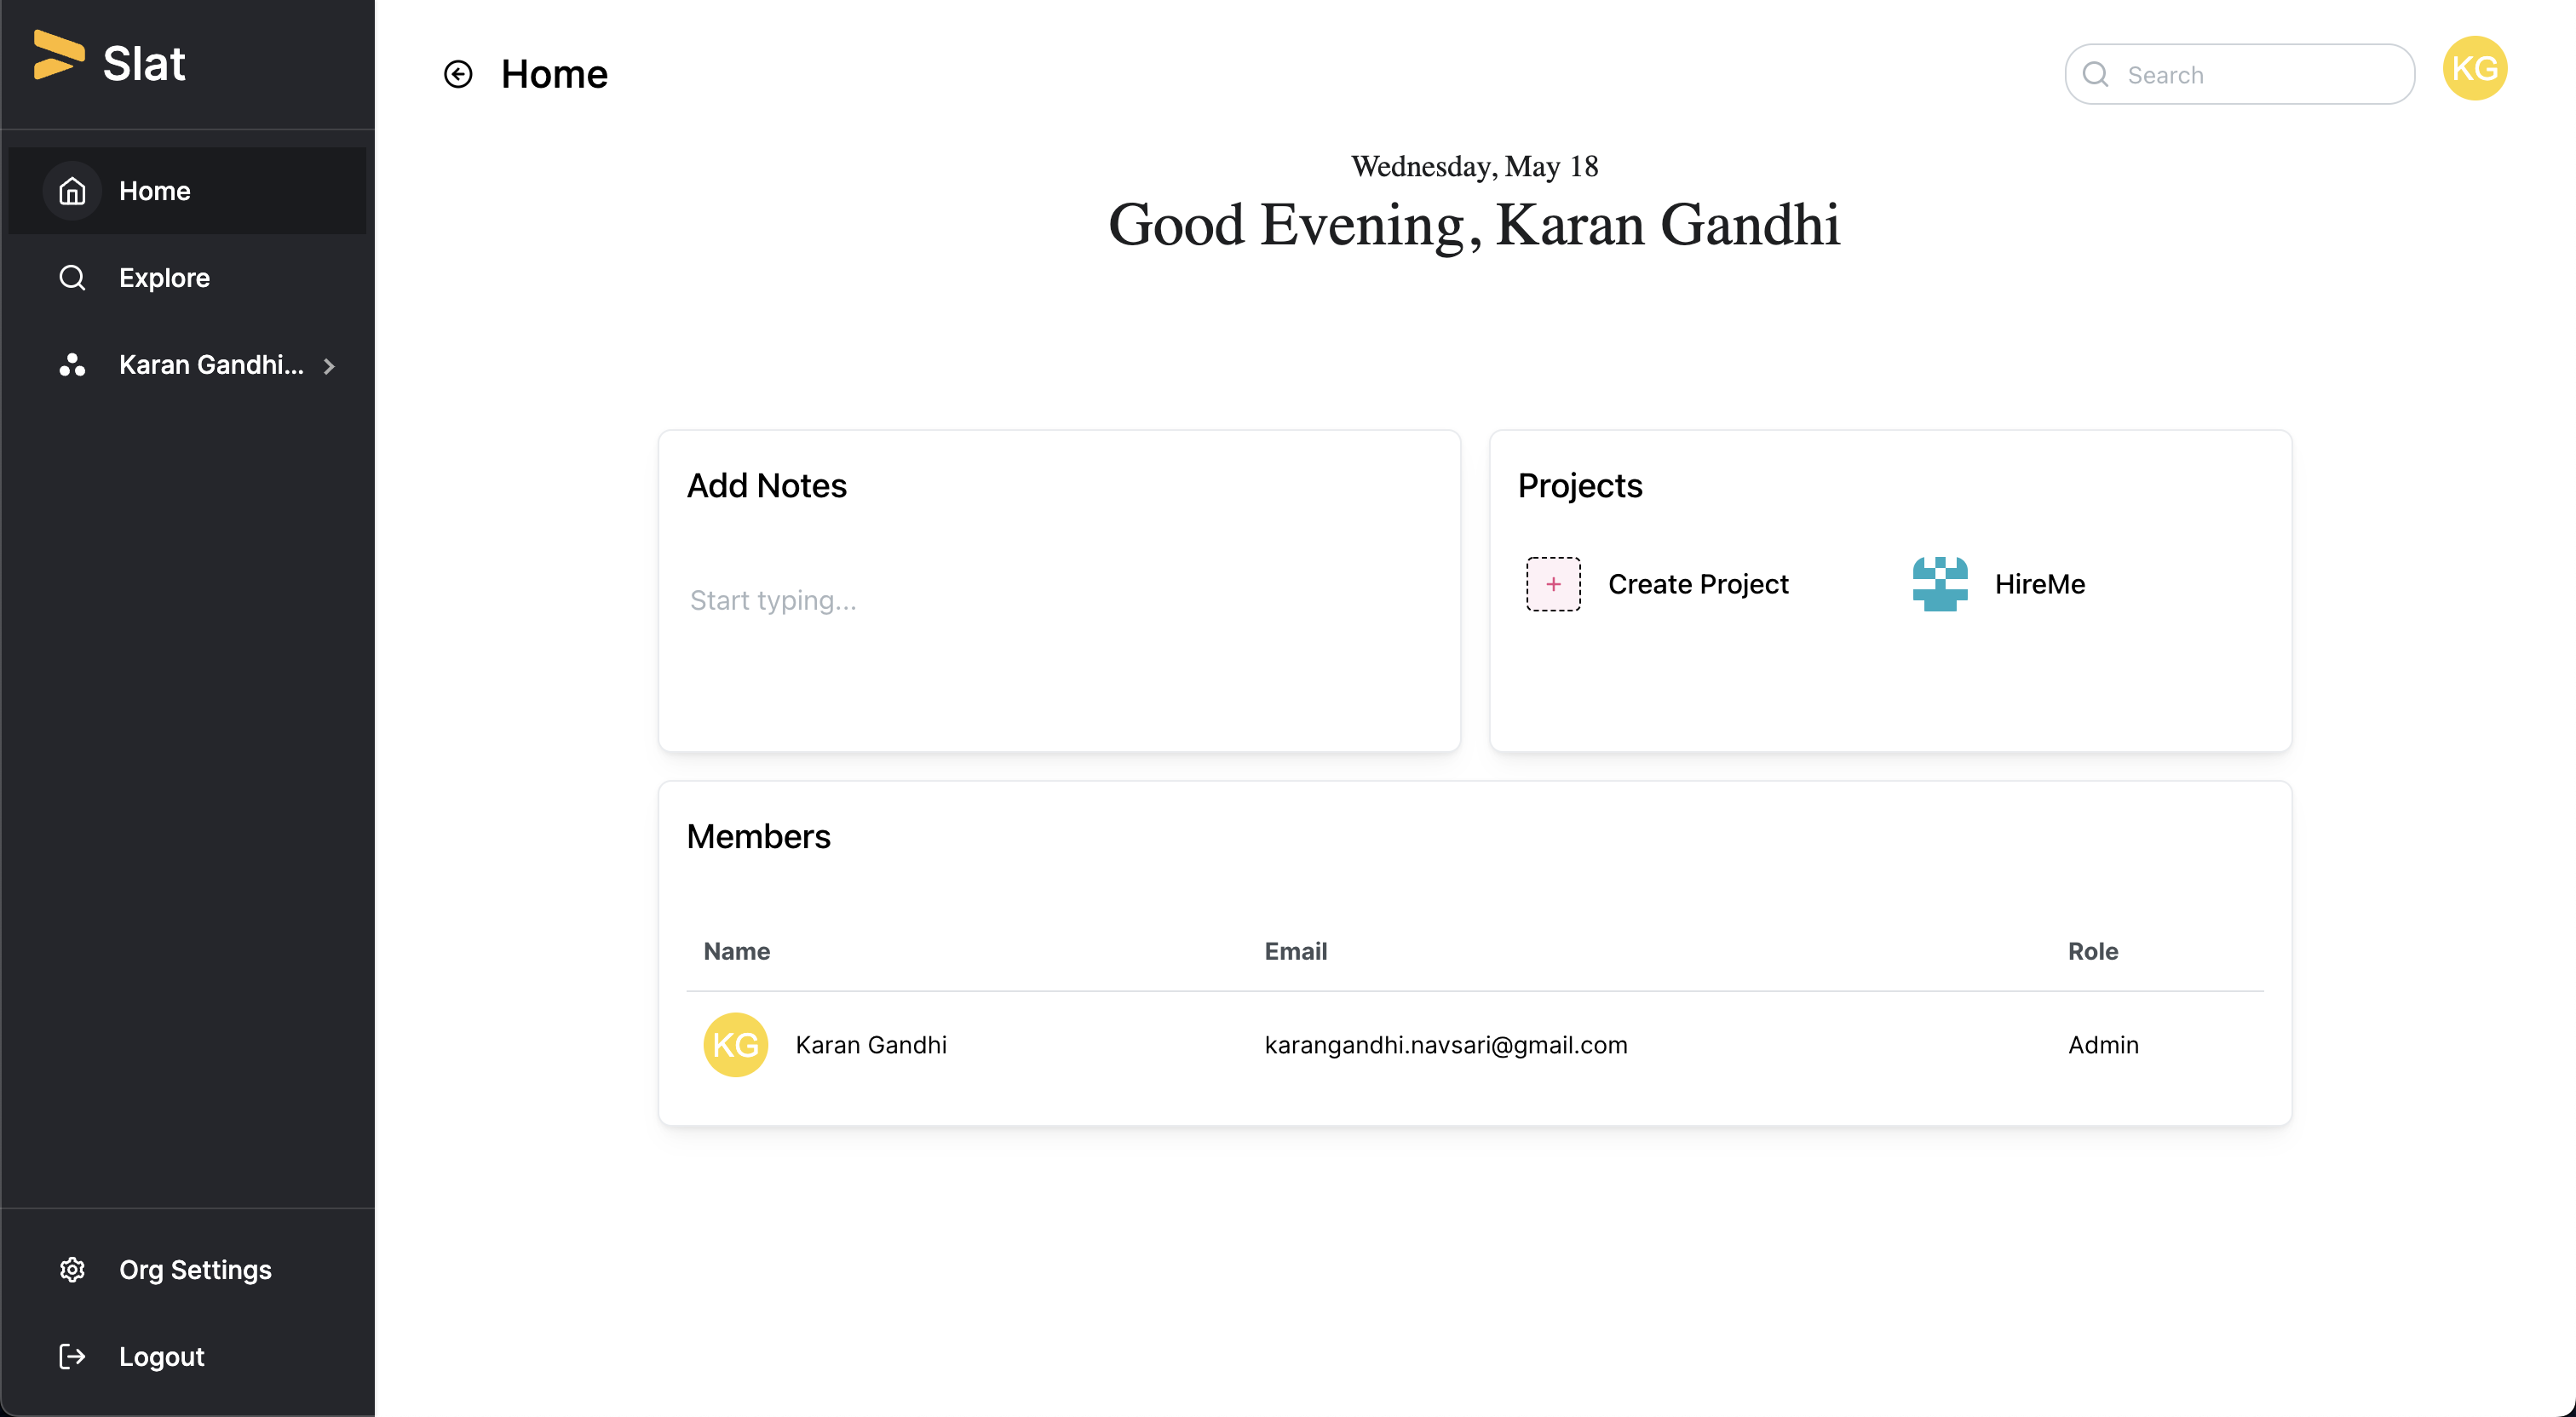 Slat
Home
Explore
Karan Gandhi...
Org Settings
Logout
Home
Search
KG
Wednesday, May 18
Good Evening, Karan Gandhi
Add Notes
Start typing...
Projects
+ Create Project
HireMe
Members
Name Email Role
KG Karan Gandhi karangandhi.navsari@gmail.com Admin